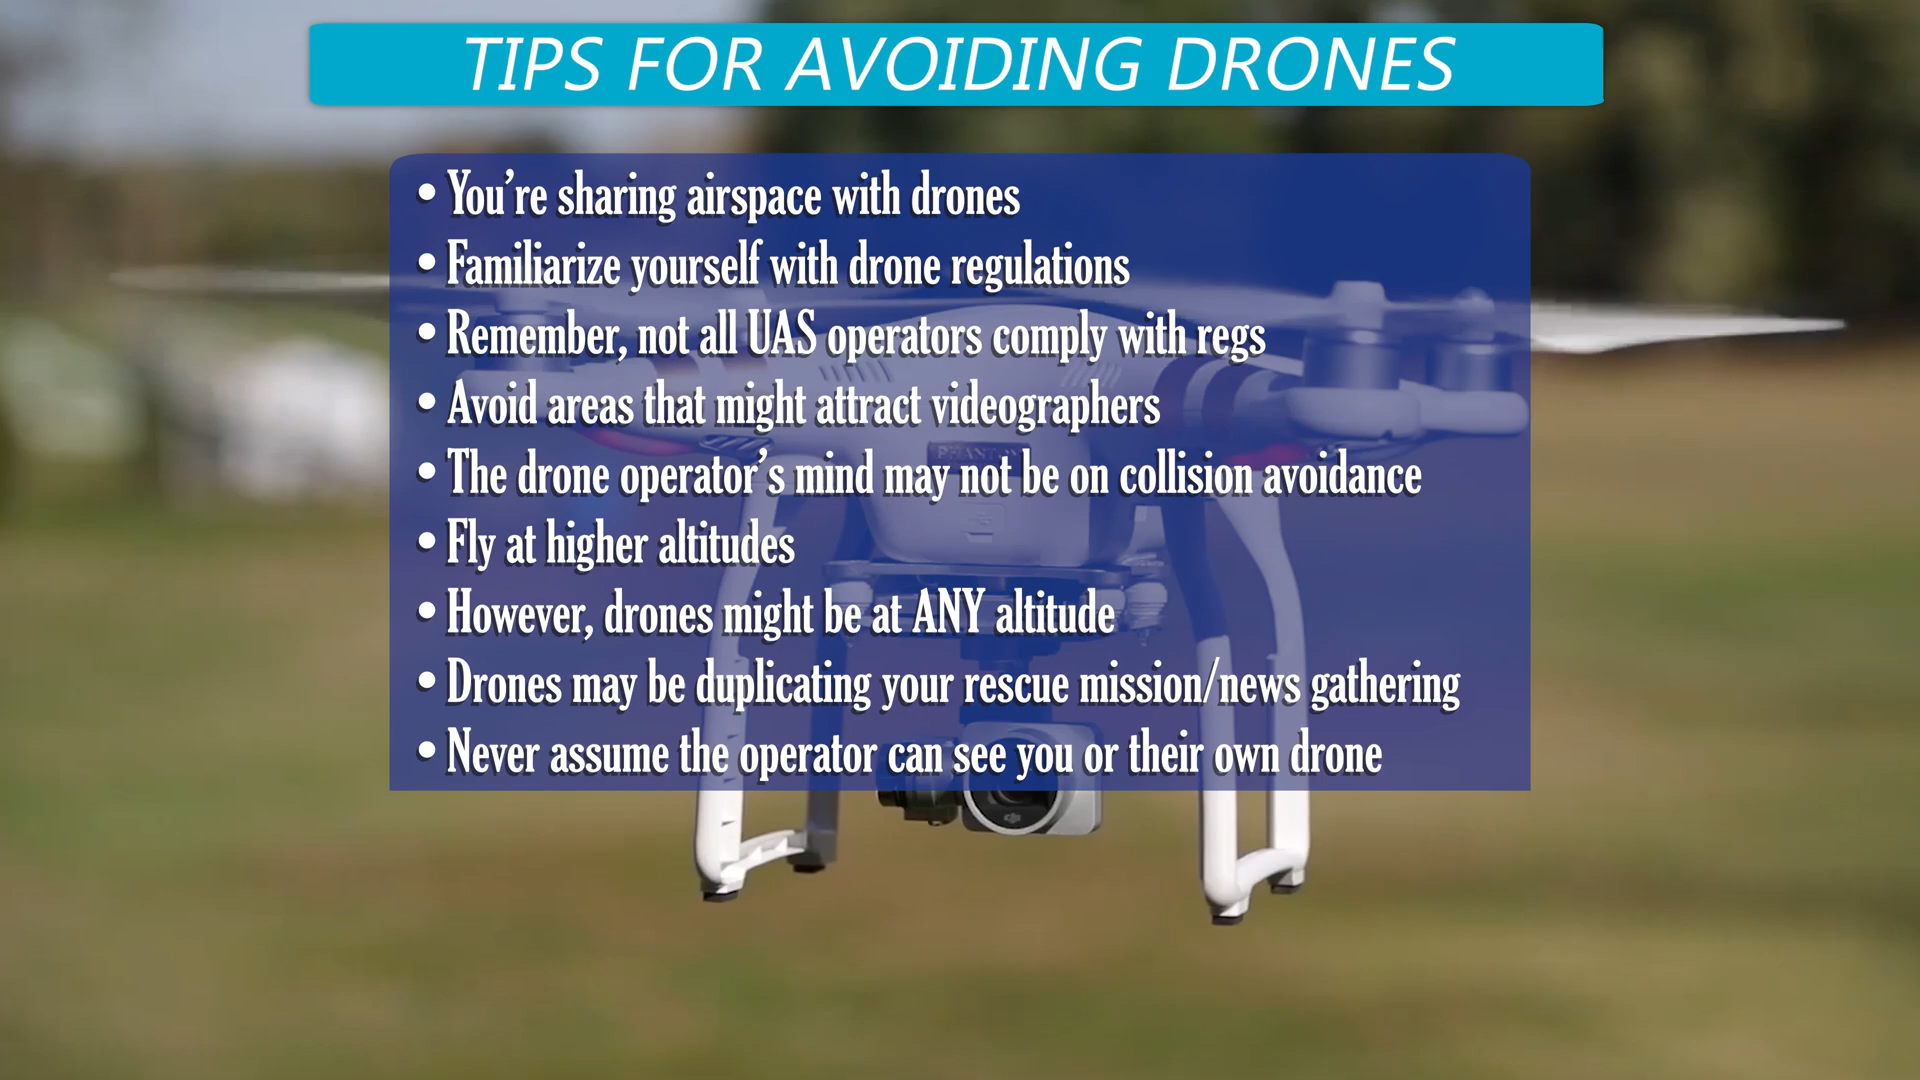 TIPS FOR AVOIDING DRONES
• You’re sharing airspace with drones
• Familiarize yourself with drone regulations
• Remember, not all UAS operators comply with regs
• Avoid areas that might attract videographers
PHANTOM
• The drone operator’s mind may not be on collision avoidance
• Fly at higher altitudes
• However, drones might be at ANY altitude
• Drones may be duplicating your rescue mission/news gathering
• Never assume the operator can see you or their own drone
dji